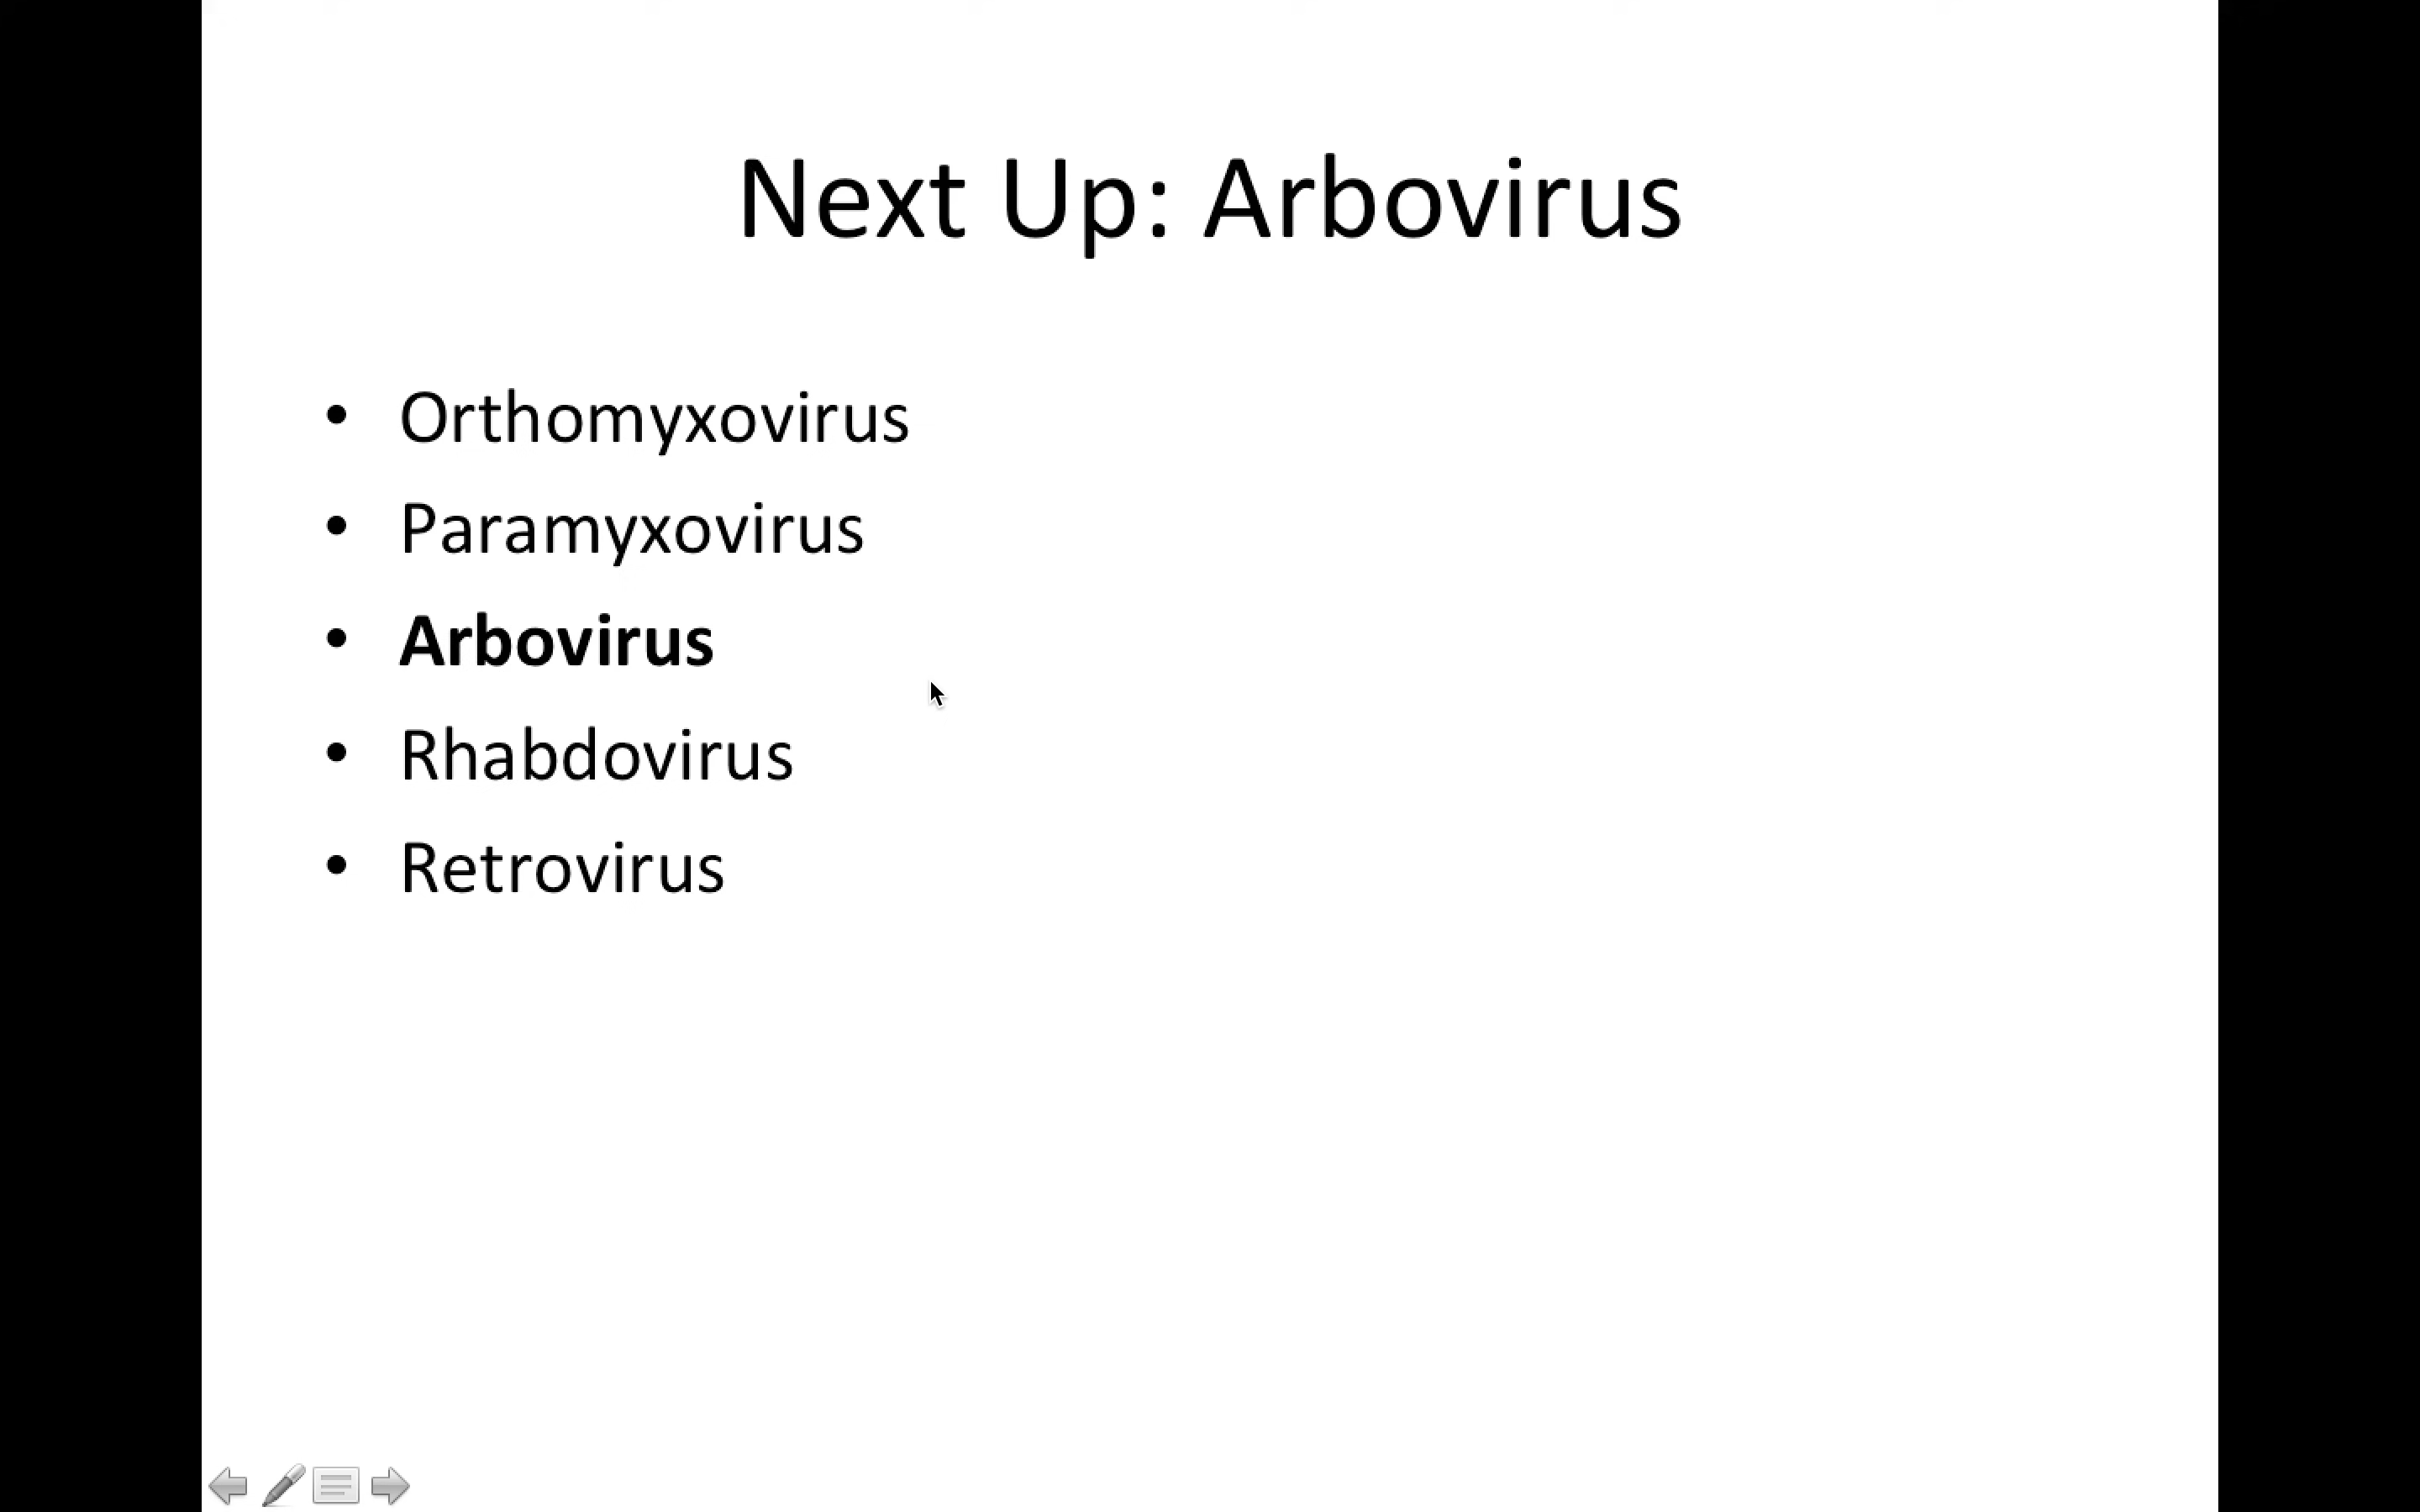 Next Up: Arbovirus
• Orthomyxovirus
• Paramyxovirus
• Arbovirus
• Rhabdovirus
• Retrovirus